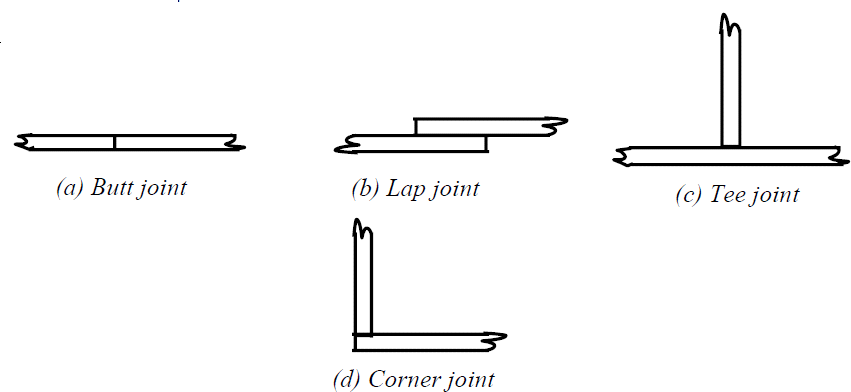 (a) Butt joint
(b) Lap joint
(c) Tee joint
(d) Corner joint